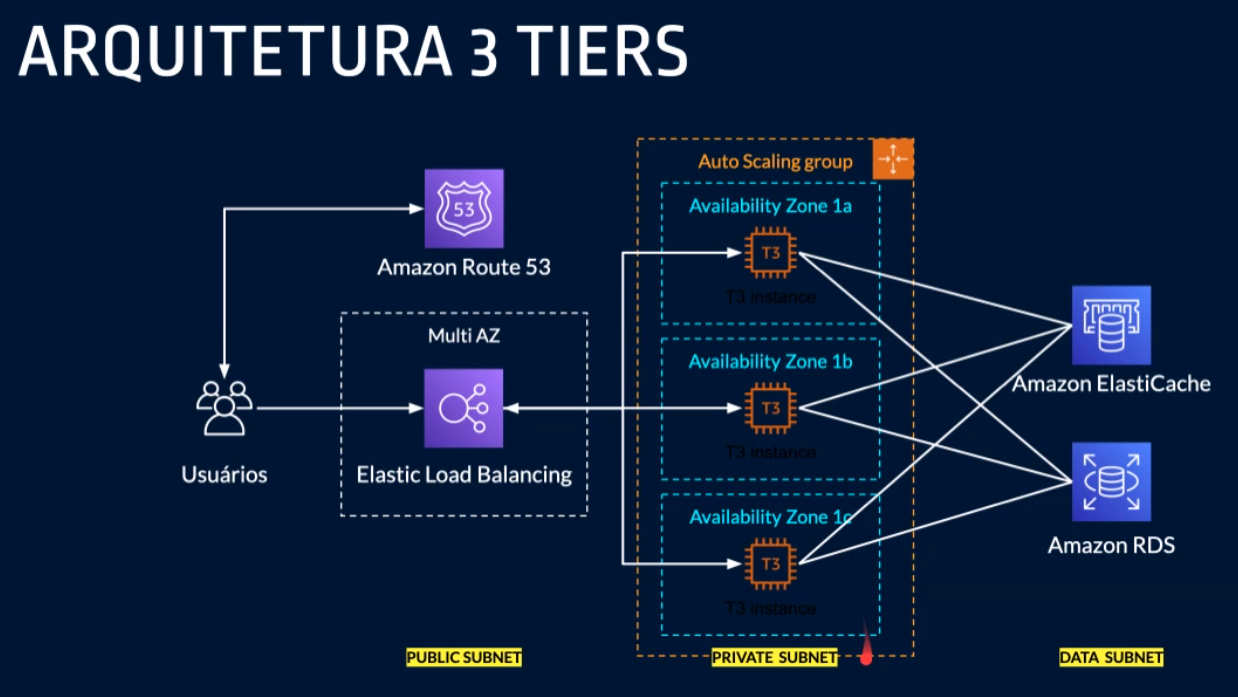 ARQUITETURA 3 TIERS
Auto Scaling group
Availability Zone 1a
T3
T3 instance
53
Amazon Route 53
Multi AZ
Elastic Load Balancing
Usuários
Availability Zone 1b
T3
T3 instance
Availability Zone 1c
T3
T3 instance
Amazon ElastiCache
Amazon RDS
PUBLIC SUBNET
PRIVATE SUBNET
DATA SUBNET